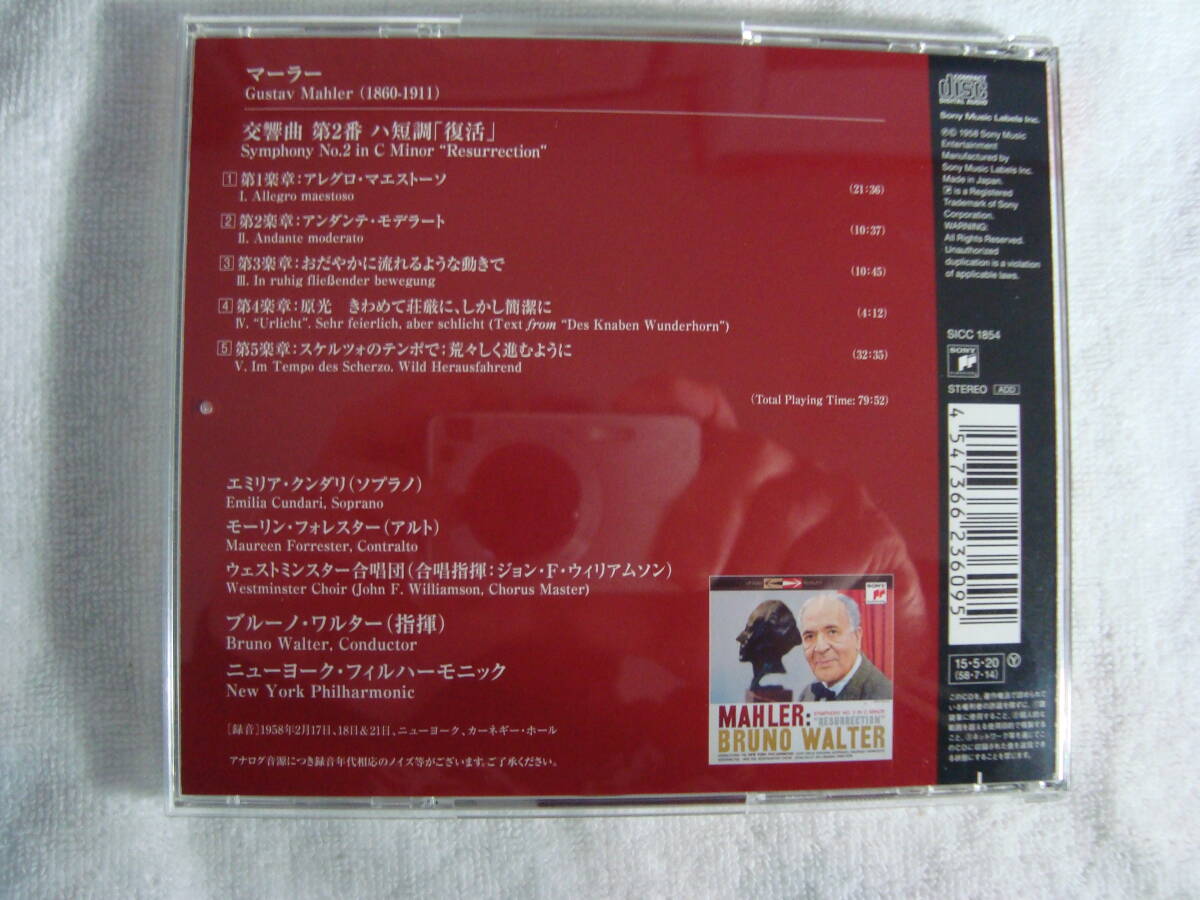 マーラー
Gustav Mahler (1860-1911)
交響曲 第2番 ハ短調「復活」
Symphony No.2 in C Minor “Resurrection”
1 第1楽章：アレグロ・マエストーソ (21:36)
I. Allegro maestoso
2 第2楽章：アンダンテ・モデラート (10:37)
II. Andante moderato
3 第3楽章：おだやかに流れるような動きで (10:45)
III. In ruhig fließender bewegung
4 第4楽章：原光 きわめて荘厳に、しかし簡潔に (4:12)
IV. “Urlicht”. Sehr feierlich, aber schlicht (Text from “Des Knaben Wunderhorn”)
5 第5楽章：スケルツォのテンポで；荒々しく進むように (32:35)
V. Im Tempo des Scherzo. Wild Herausfahrend
(Total Playing Time: 79:52)
エミリア・クンダリ（ソプラノ）
Emilia Cundari, Soprano
モーリン・フォレスター（アルト）
Maureen Forrester, Contralto
ウェストミンスター合唱団（合唱指揮：ジョン・F・ウィリアムソン）
Westminster Choir (John F. Williamson, Chorus Master)
ブルーノ・ワルター（指揮）
Bruno Walter, Conductor
ニューヨーク・フィルハーモニック
New York Philharmonic
［録音］1958年2月17日、18日＆21日、ニューヨーク、カーネギー・ホール
アナログ音源につき録音年代相応のノイズ等がございます。ご了承ください。
SONY
MAHLER:
SYMPHONY NO. 2 IN C MINOR
“RESURRECTION”
BRUNO WALTER
COMPACT
disc
DIGITAL AUDIO
Sony Music Labels Inc.
℗© 1958 Sony Music
Entertainment
Manufactured by
Sony Music Labels Inc.
Made in Japan.
is a Registered
Trademark of Sony
Corporation.
WARNING:
All Rights Reserved.
Unauthorized
duplication is a violation
of applicable laws.
SICC 1854
SONY
STEREO ADD
4 547366 236095
15·5·20 Y
(58·7·14)